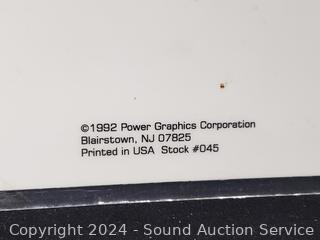 ©1992 Power Graphics Corporation
Blairstown, NJ 07825
Printed in USA Stock #045
Copyright 2024 - Sound Auction Service